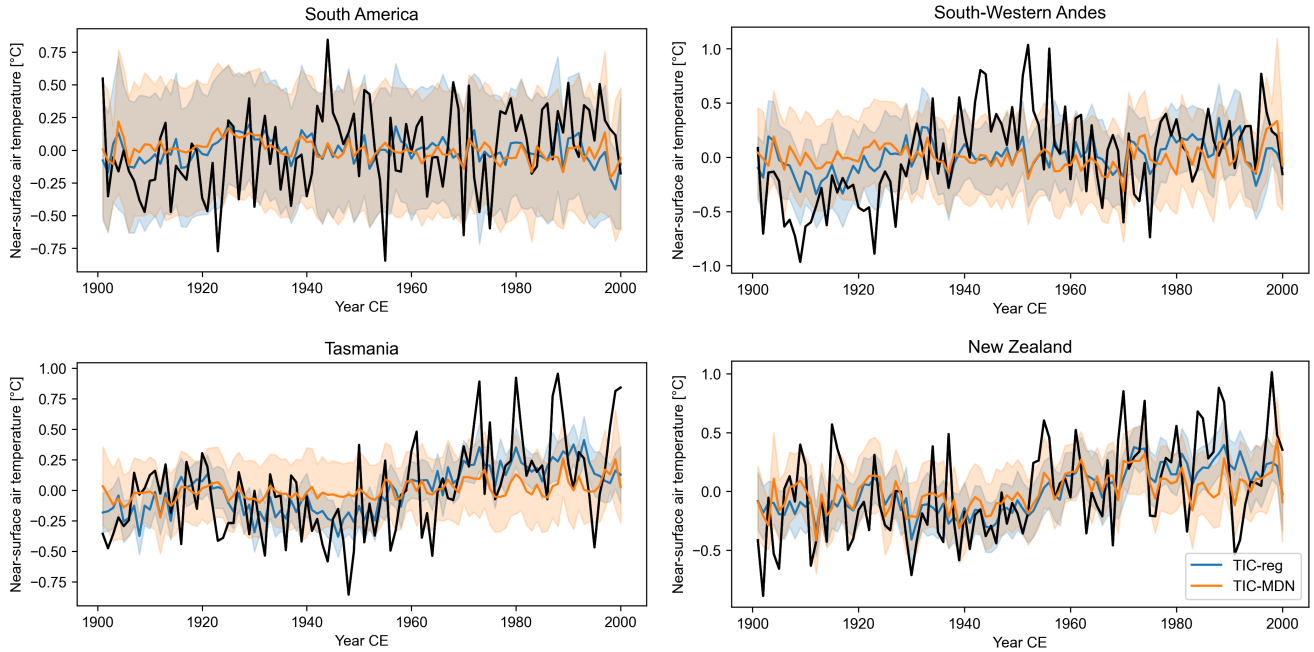 South America
Near-surface air temperature [°C]
0.75
0.50
0.25
0.00
−0.25
−0.50
−0.75
1900 1920 1940 1960 1980 2000
Year CE
South-Western Andes
Near-surface air temperature [°C]
1.0
0.5
0.0
−0.5
−1.0
1900 1920 1940 1960 1980 2000
Year CE
Tasmania
Near-surface air temperature [°C]
1.00
0.75
0.50
0.25
0.00
−0.25
−0.50
−0.75
1900 1920 1940 1960 1980 2000
Year CE
New Zealand
Near-surface air temperature [°C]
1.0
0.5
0.0
−0.5
TIC-reg
TIC-MDN
1900 1920 1940 1960 1980 2000
Year CE